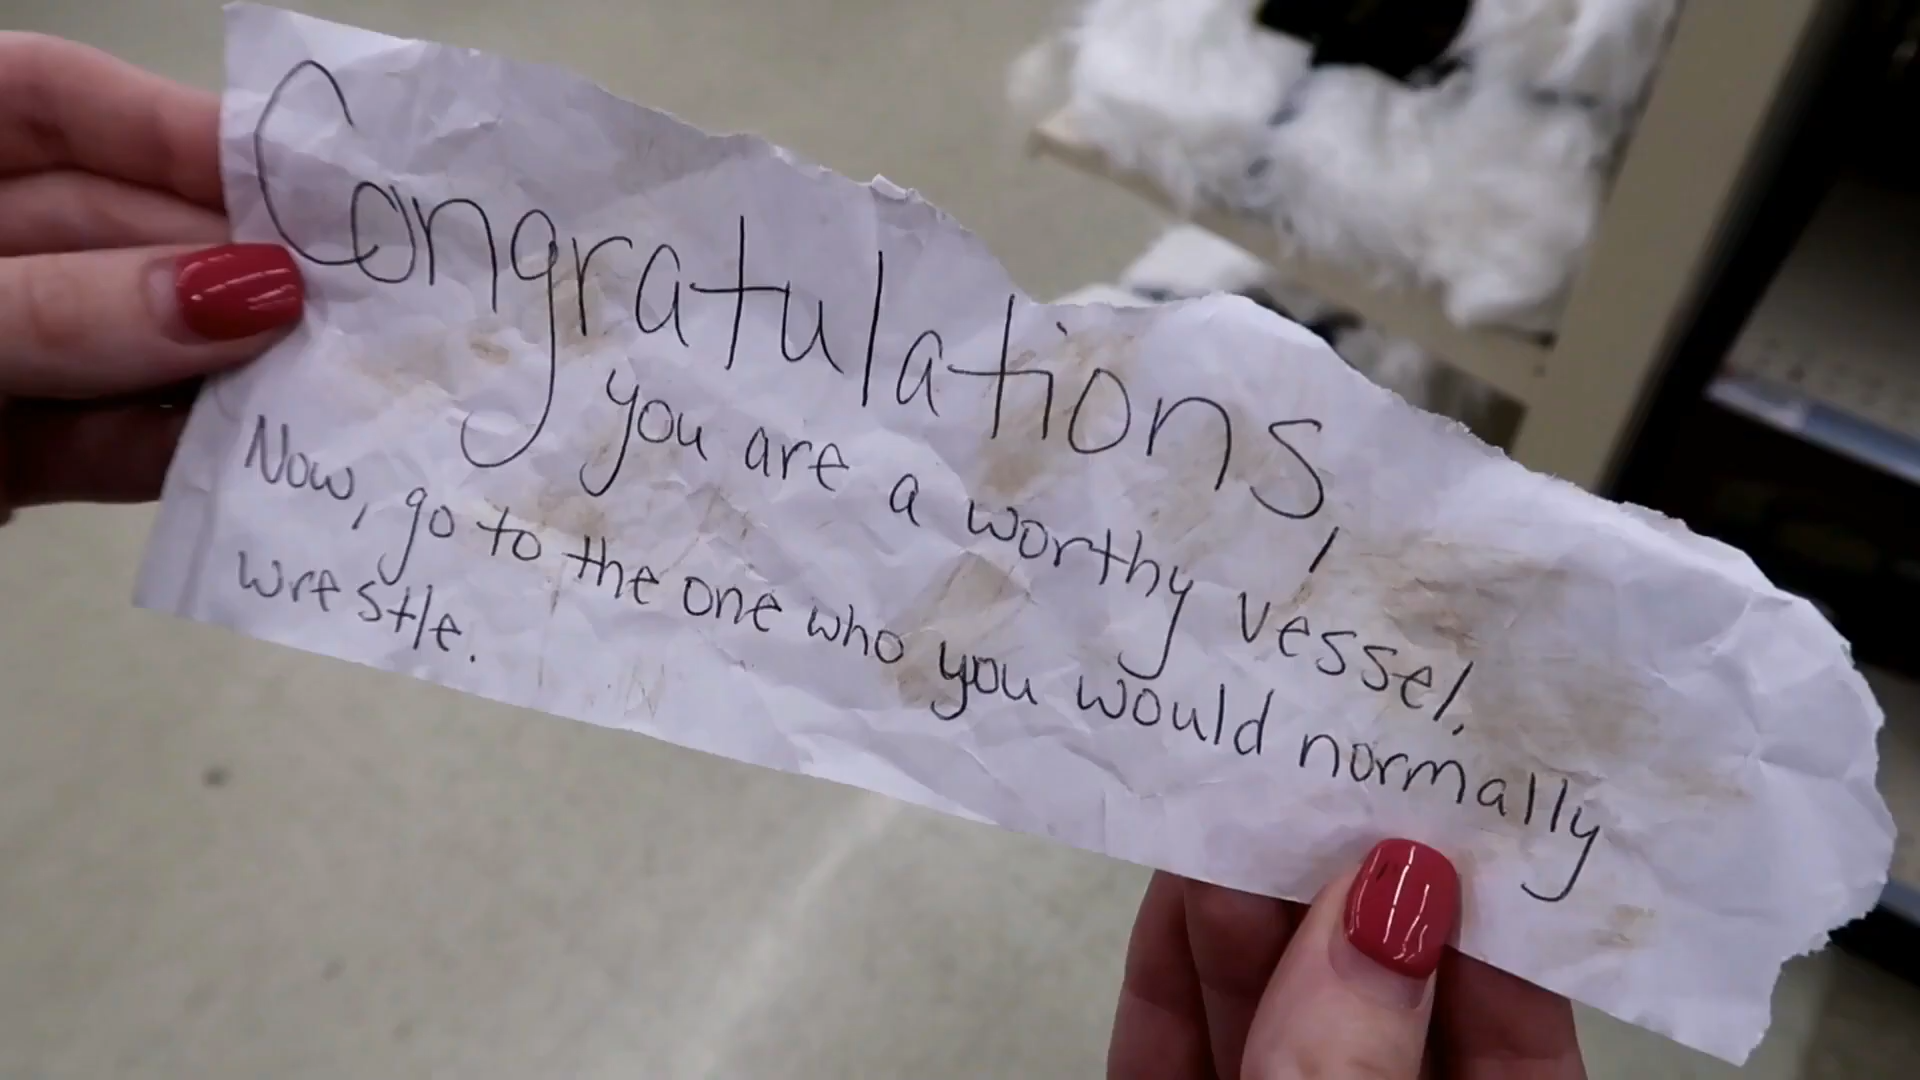 Congratulations,
you are a worthy vessel.
Now, go to the one who you would normally
wrestle.